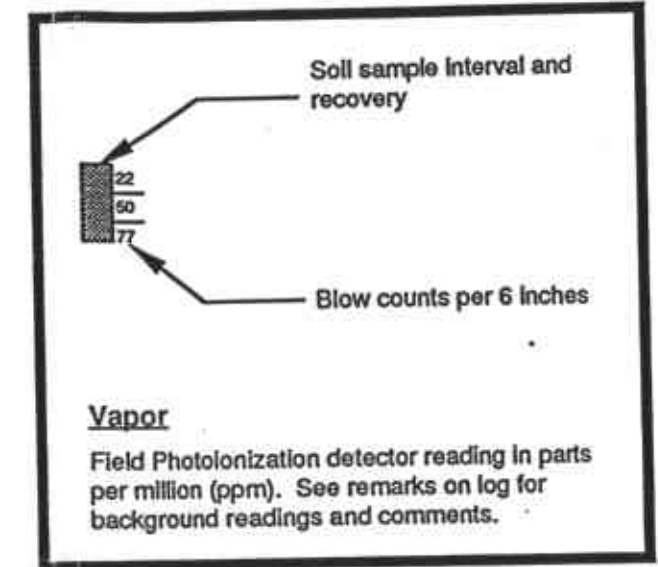 Soil sample interval and
recovery
22
50
77
Blow counts per 6 inches
Vapor
Field Photoionization detector reading in parts
per million (ppm). See remarks on log for
background readings and comments.